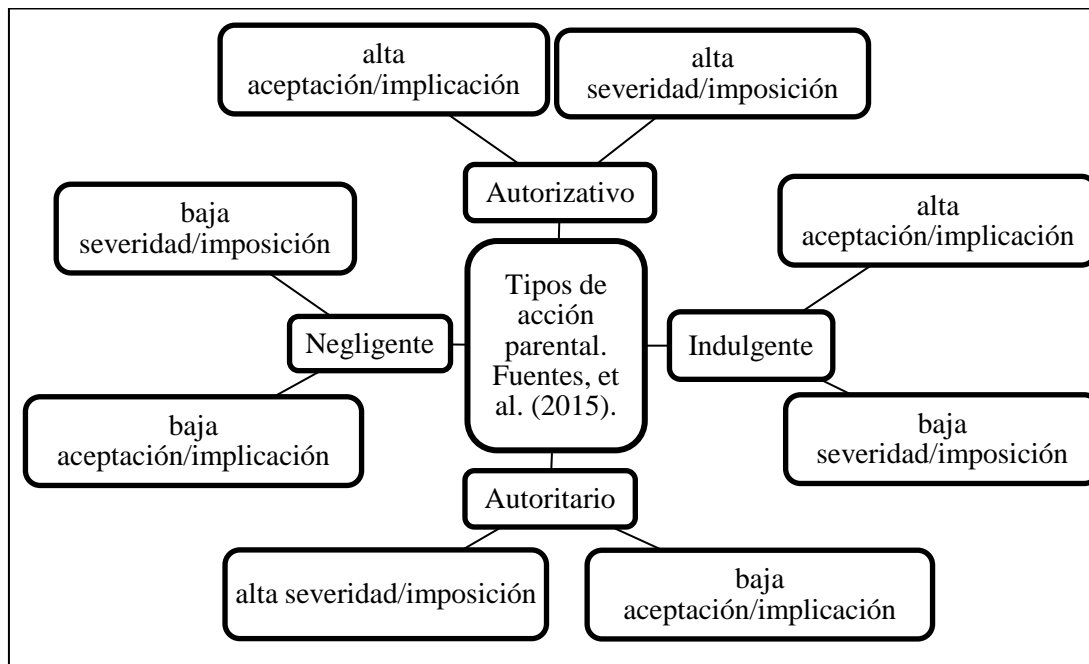 alta
aceptación/implicación
alta
severidad/imposición
Autorizativo
baja
severidad/imposición
alta
aceptación/implicación
Tipos de
acción
parental.
Fuentes, et
al. (2015).
Negligente
Indulgente
baja
aceptación/implicación
baja
severidad/imposición
Autoritario
alta severidad/imposición
baja
aceptación/implicación